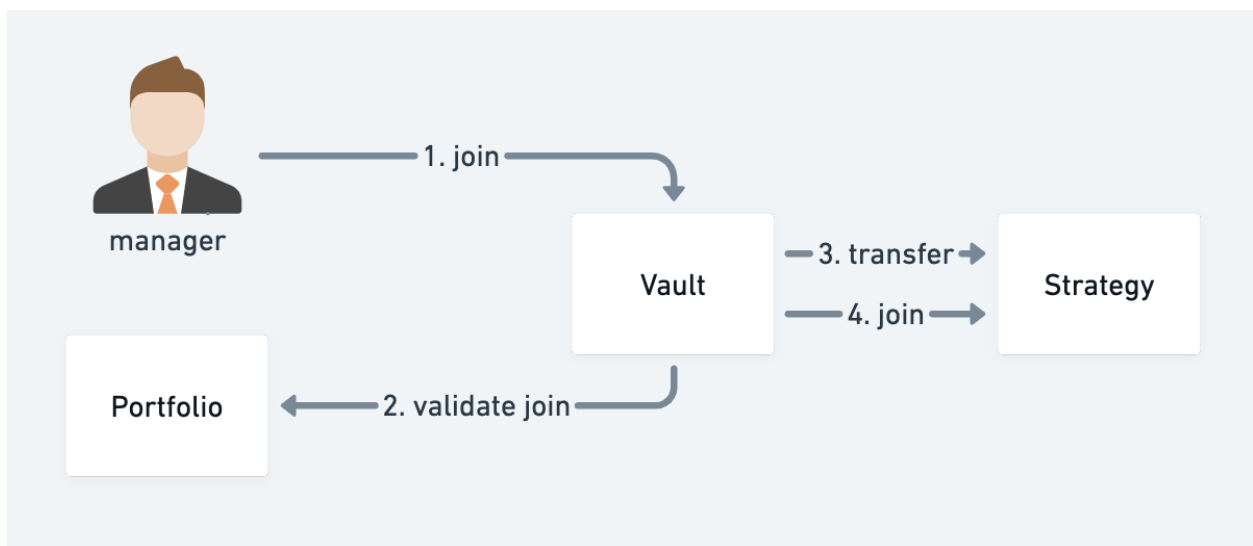 1. join
manager
Vault
3. transfer
Strategy
4. join
Portfolio
2. validate join